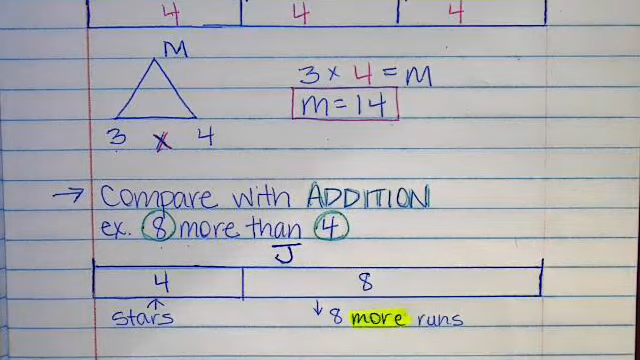 4 4 4
M
3 x 4
3 x 4 = M
m = 14
→ Compare with ADDITION
ex. 8 more than 4
J
4 8
stars ↓ 8 more runs